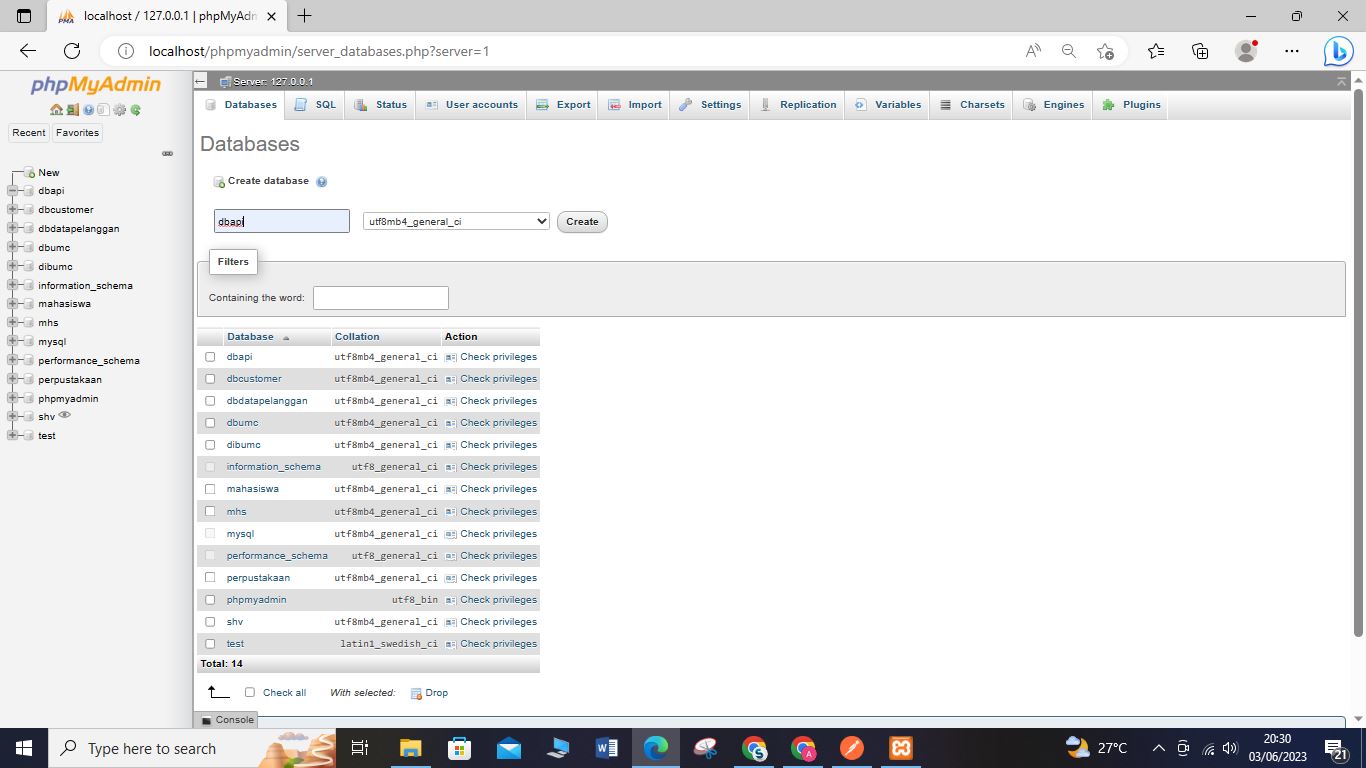 localhost / 127.0.0.1 | phpMyAdm
localhost/phpmyadmin/server_databases.php?server=1
phpMyAdmin
Recent Favorites
New
dbapi
dbcustomer
dbdatapelanggan
dbumc
dibumc
information_schema
mahasiswa
mhs
mysql
performance_schema
perpustakaan
phpmyadmin
shv
test
Server: 127.0.0.1
Databases SQL Status User accounts Export Import Settings Replication Variables Charsets Engines Plugins
Databases
Create database
dbapi utf8mb4_general_ci Create
Filters
Containing the word:
Database Collation Action
dbapi utf8mb4_general_ci Check privileges
dbcustomer utf8mb4_general_ci Check privileges
dbdatapelanggan utf8mb4_general_ci Check privileges
dbumc utf8mb4_general_ci Check privileges
dibumc utf8mb4_general_ci Check privileges
information_schema utf8_general_ci Check privileges
mahasiswa utf8mb4_general_ci Check privileges
mhs utf8mb4_general_ci Check privileges
mysql utf8mb4_general_ci Check privileges
performance_schema utf8_general_ci Check privileges
perpustakaan utf8mb4_general_ci Check privileges
phpmyadmin utf8_bin Check privileges
shv utf8mb4_general_ci Check privileges
test latin1_swedish_ci Check privileges
Total: 14
Check all With selected: Drop
Console
Type here to search
27°C
20:30
03/06/2023
21